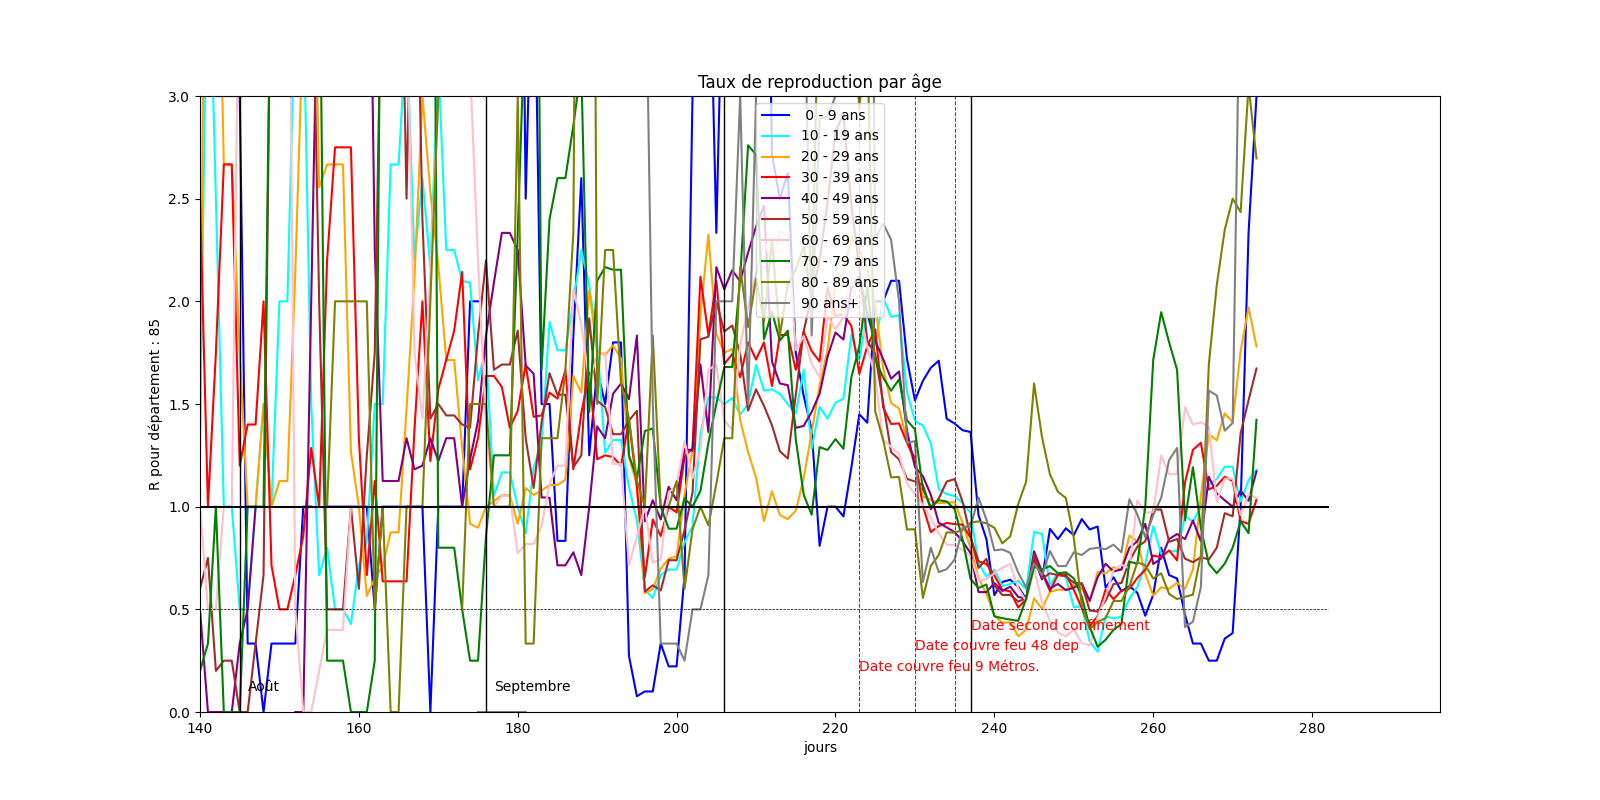 Taux de reproduction par âge
3.0
2.5
2.0
1.5
1.0
0.5
0.0
R pour département : 85
0 - 9 ans
10 - 19 ans
20 - 29 ans
30 - 39 ans
40 - 49 ans
50 - 59 ans
60 - 69 ans
70 - 79 ans
80 - 89 ans
90 ans+
Date second confinement
Date couvre feu 48 dep
Date couvre feu 9 Métros.
Août
Septembre
140
160
180
200
220
240
260
280
jours